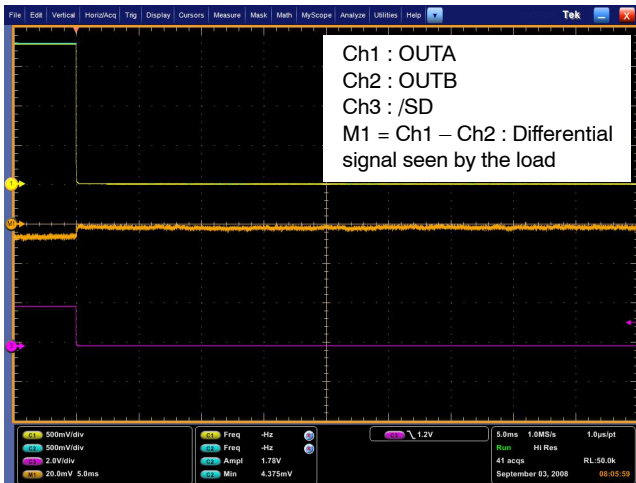 File Edit Vertical Horiz/Acq Trig Display Cursors Measure Mask Math MyScope Analyze Utilities Help Tek X
Ch1 : OUTA
Ch2 : OUTB
Ch3 : /SD
M1 = Ch1 – Ch2 : Differential
signal seen by the load
1
M1
3
C1 500mV/div
C2 500mV/div
C3 2.0V/div
M1 20.0mV 5.0ms
C1 Freq -Hz
C2 Freq -Hz
C2 Ampl 1.78V
C2 Min 4.375mV
C3 1.2V
5.0ms 1.0MS/s 1.0µs/pt
Run Hi Res
41 acqs RL:50.0k
September 03, 2008 08:05:59